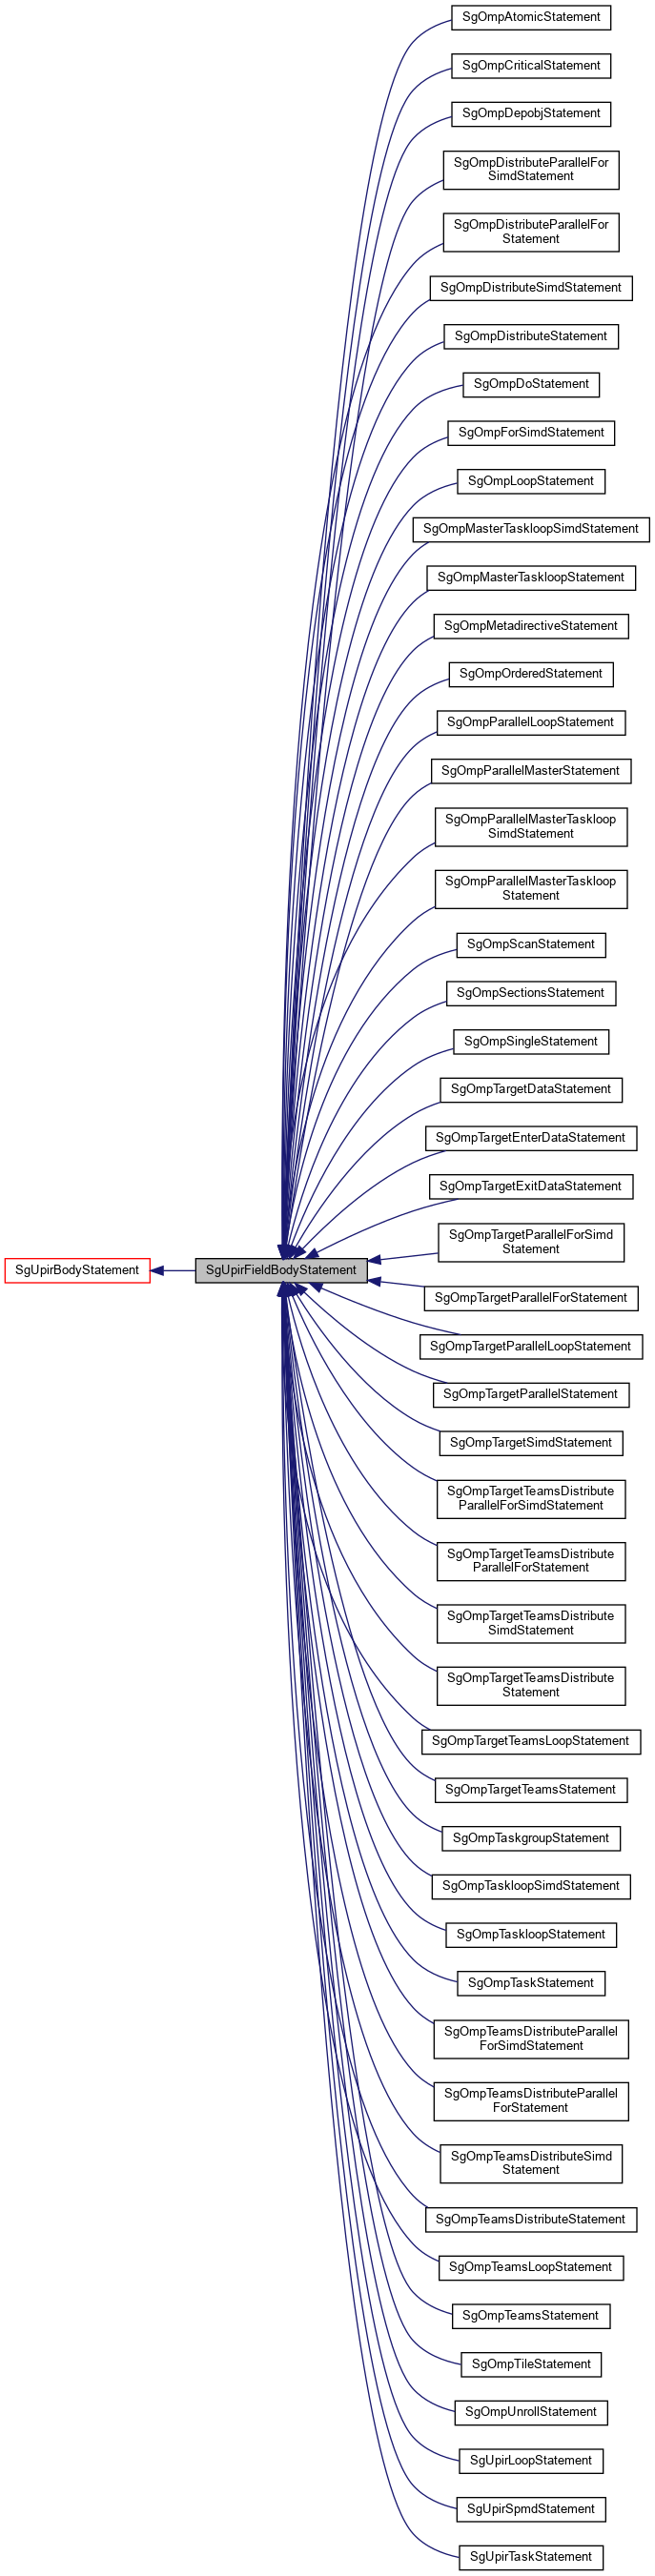 SgOmpAtomicStatement
SgOmpCriticalStatement
SgOmpDepobjStatement
SgOmpDistributeParallelFor
SimdStatement
SgOmpDistributeParallelFor
Statement
SgOmpDistributeSimdStatement
SgOmpDistributeStatement
SgOmpDoStatement
SgOmpForSimdStatement
SgOmpLoopStatement
SgOmpMasterTaskloopSimdStatement
SgOmpMasterTaskloopStatement
SgOmpMetadirectiveStatement
SgOmpOrderedStatement
SgOmpParallelLoopStatement
SgOmpParallelMasterStatement
SgOmpParallelMasterTaskloop
SimdStatement
SgOmpParallelMasterTaskloop
Statement
SgOmpScanStatement
SgOmpSectionsStatement
SgOmpSingleStatement
SgOmpTargetDataStatement
SgOmpTargetEnterDataStatement
SgOmpTargetExitDataStatement
SgOmpTargetParallelForSimd
Statement
SgUpirBodyStatement
SgUpirFieldBodyStatement
SgOmpTargetParallelForStatement
SgOmpTargetParallelLoopStatement
SgOmpTargetParallelStatement
SgOmpTargetSimdStatement
SgOmpTargetTeamsDistribute
ParallelForSimdStatement
SgOmpTargetTeamsDistribute
ParallelForStatement
SgOmpTargetTeamsDistribute
SimdStatement
SgOmpTargetTeamsDistribute
Statement
SgOmpTargetTeamsLoopStatement
SgOmpTargetTeamsStatement
SgOmpTaskgroupStatement
SgOmpTaskloopSimdStatement
SgOmpTaskloopStatement
SgOmpTaskStatement
SgOmpTeamsDistributeParallel
ForSimdStatement
SgOmpTeamsDistributeParallel
ForStatement
SgOmpTeamsDistributeSimd
Statement
SgOmpTeamsDistributeStatement
SgOmpTeamsLoopStatement
SgOmpTeamsStatement
SgOmpTileStatement
SgOmpUnrollStatement
SgUpirLoopStatement
SgUpirSpmdStatement
SgUpirTaskStatement